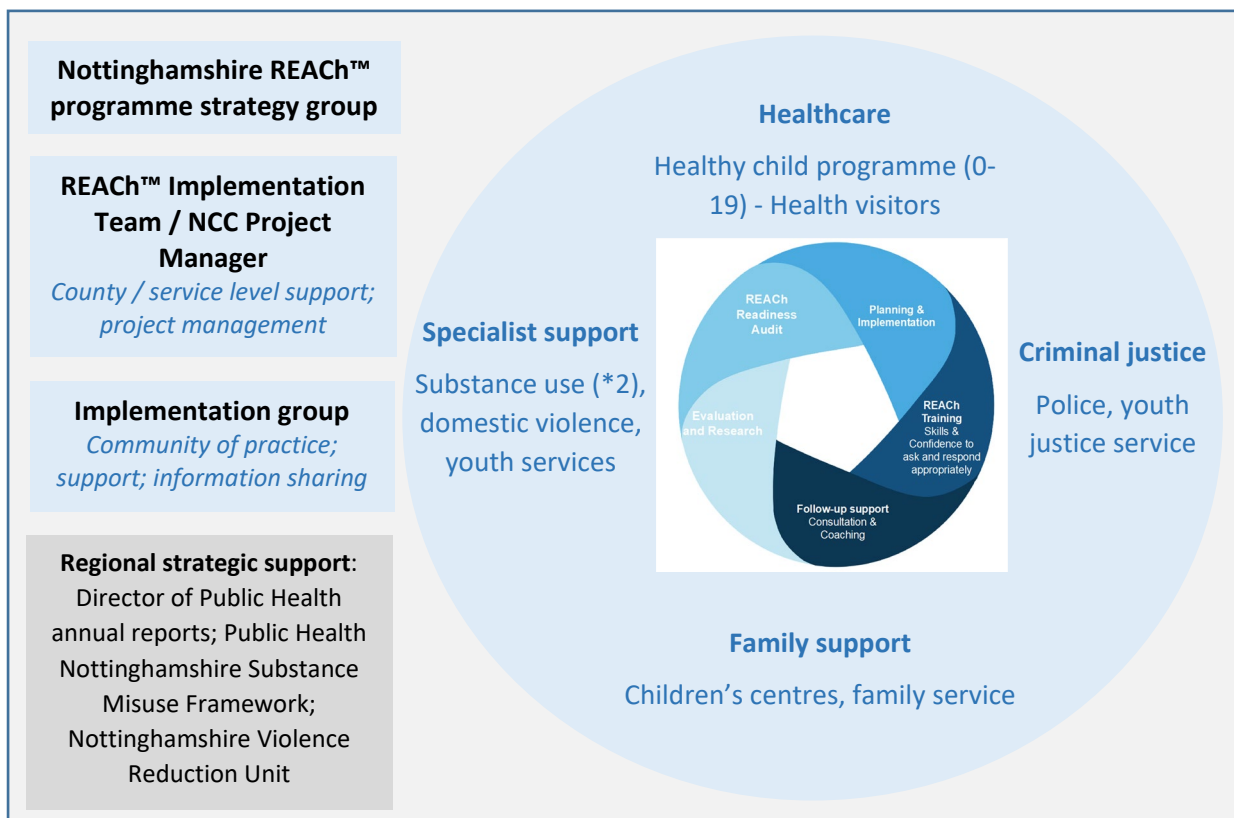 Nottinghamshire REACh™
programme strategy group
REACh™ Implementation
Team / NCC Project
Manager
County / service level support;
project management
Implementation group
Community of practice;
support; information sharing
Regional strategic support:
Director of Public Health
annual reports; Public Health
Nottinghamshire Substance
Misuse Framework;
Nottinghamshire Violence
Reduction Unit
Healthcare
Healthy child programme (0-
19) - Health visitors
Specialist support
Substance use (*2),
domestic violence,
youth services
REACh
Readiness
Audit
Planning &
Implementation
REACh
Training
Skills &
Confidence to
ask and respond
appropriately
Follow-up support
Consultation &
Coaching
Evaluation
and Research
Criminal justice
Police, youth
justice service
Family support
Children’s centres, family service